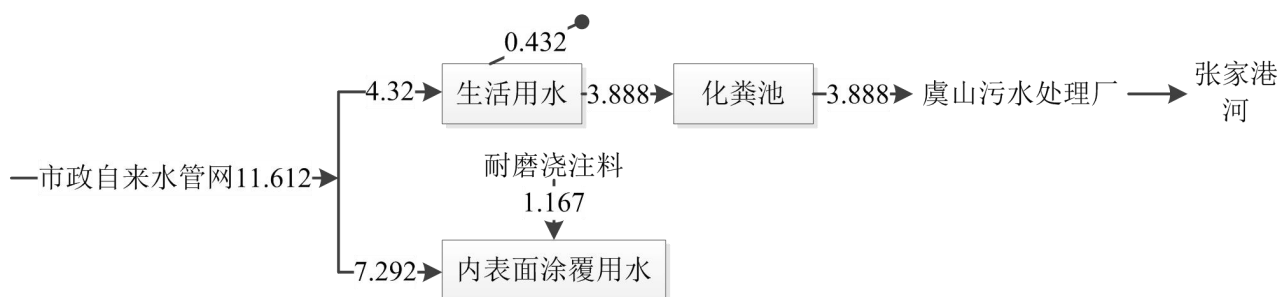 0.432
4.32
生活用水
3.888
化粪池
3.888
虞山污水处理厂
张家港
河
市政自来水管网11.612
耐磨浇注料
1.167
7.292
内表面涂覆用水